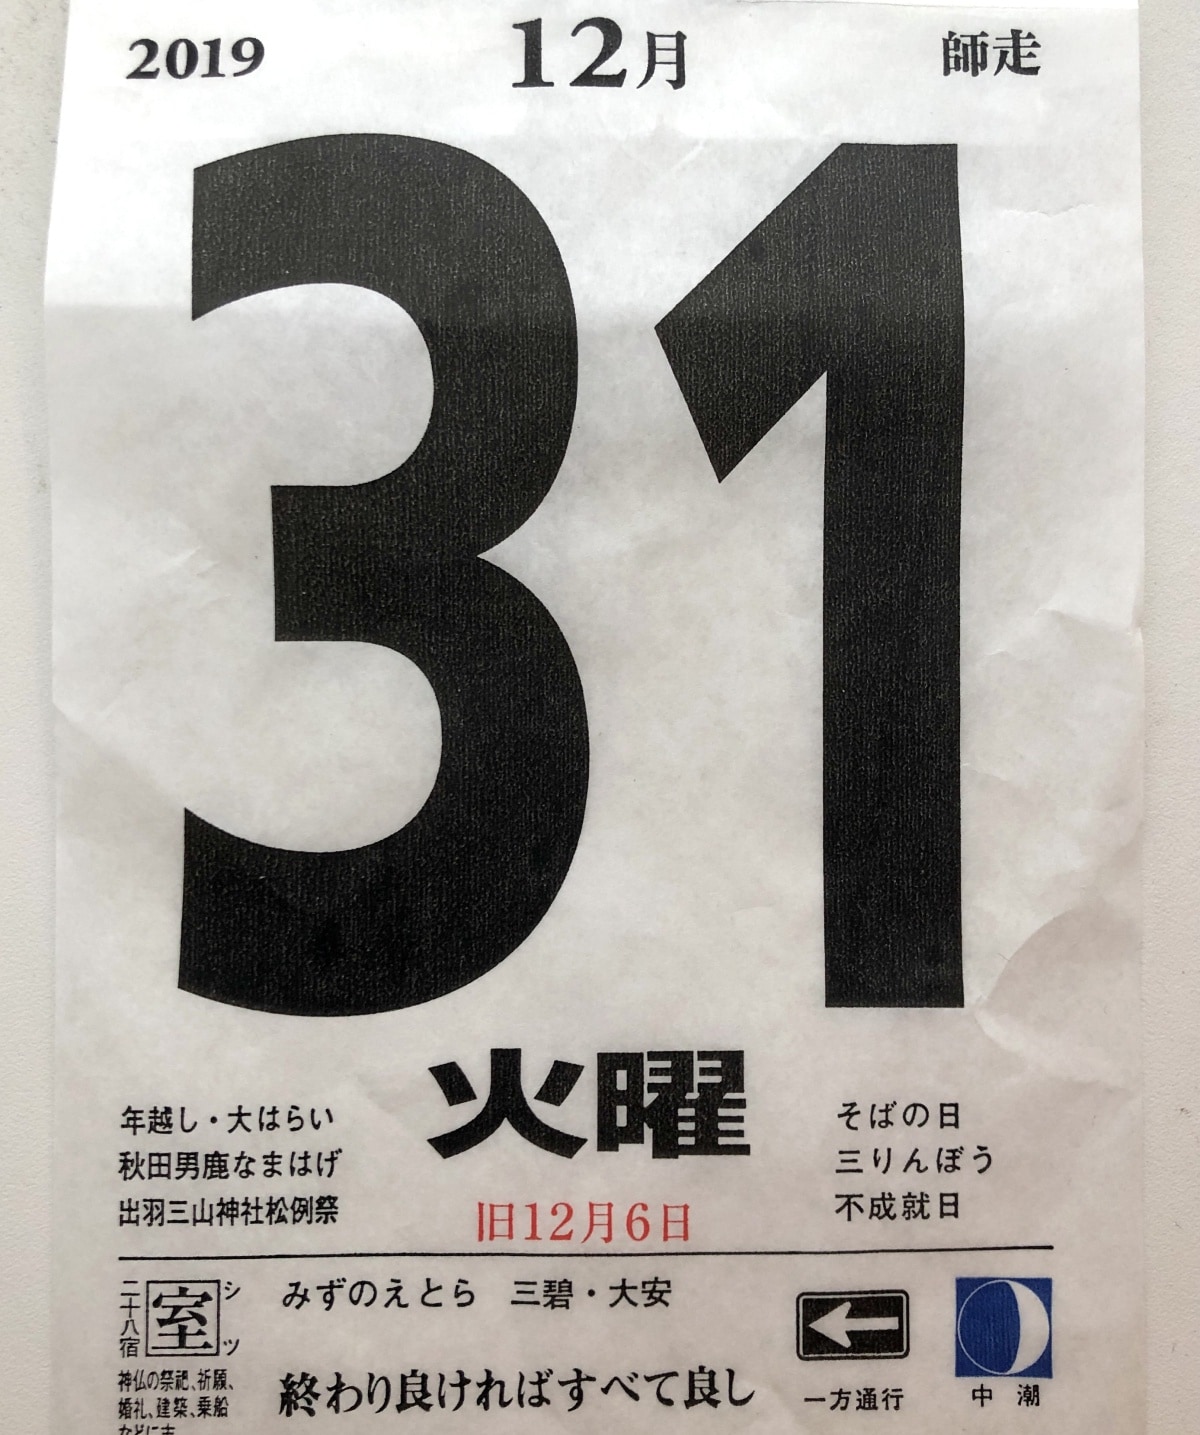 2019 12月 師走
31
火曜
年越し・大はらい
秋田男鹿なまはげ
出羽三山神社松例祭
旧12月6日
そばの日
三りんぼう
不成就日
二十八宿
室
シツ
神仏の祭祀、祈願、
婚礼、建築、乗船
みずのえとら 三碧・大安
終わり良ければすべて良し
一方通行
中潮